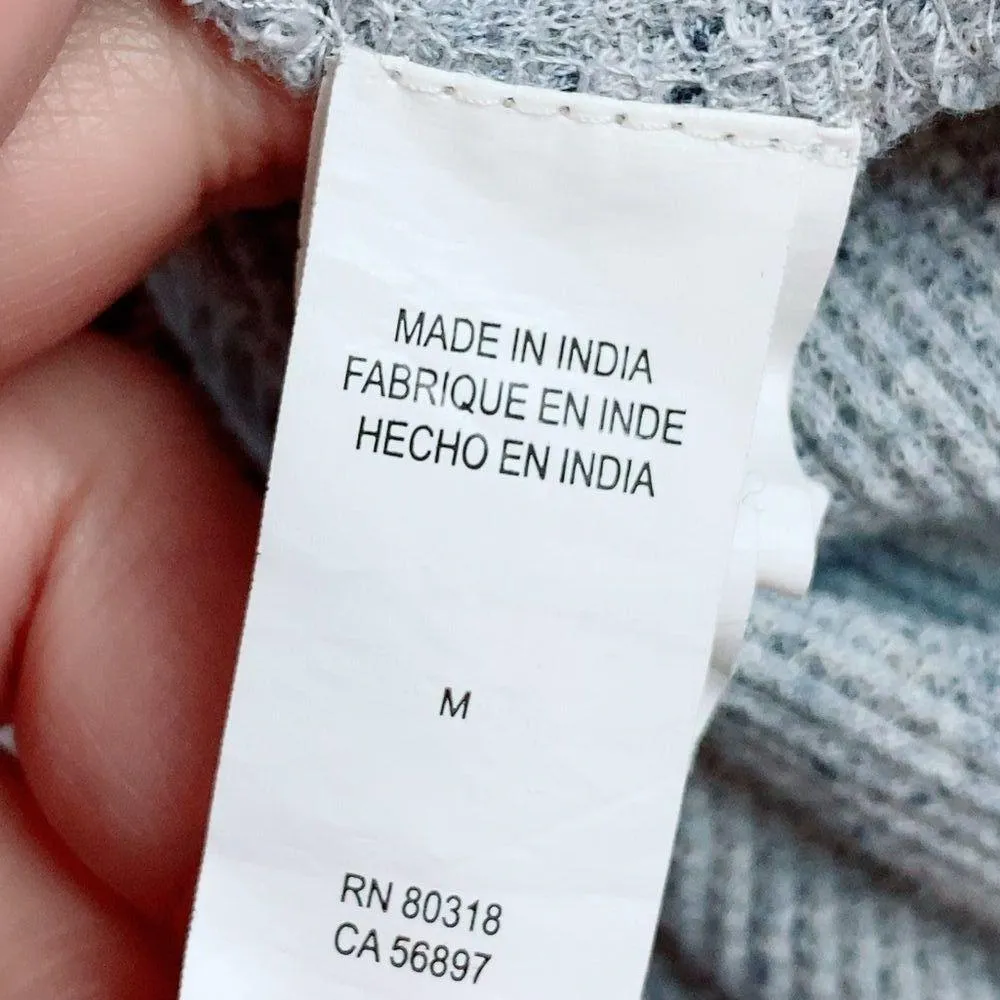 MADE IN INDIA
FABRIQUE EN INDE
HECHO EN INDIA
M
RN 80318
CA 56897